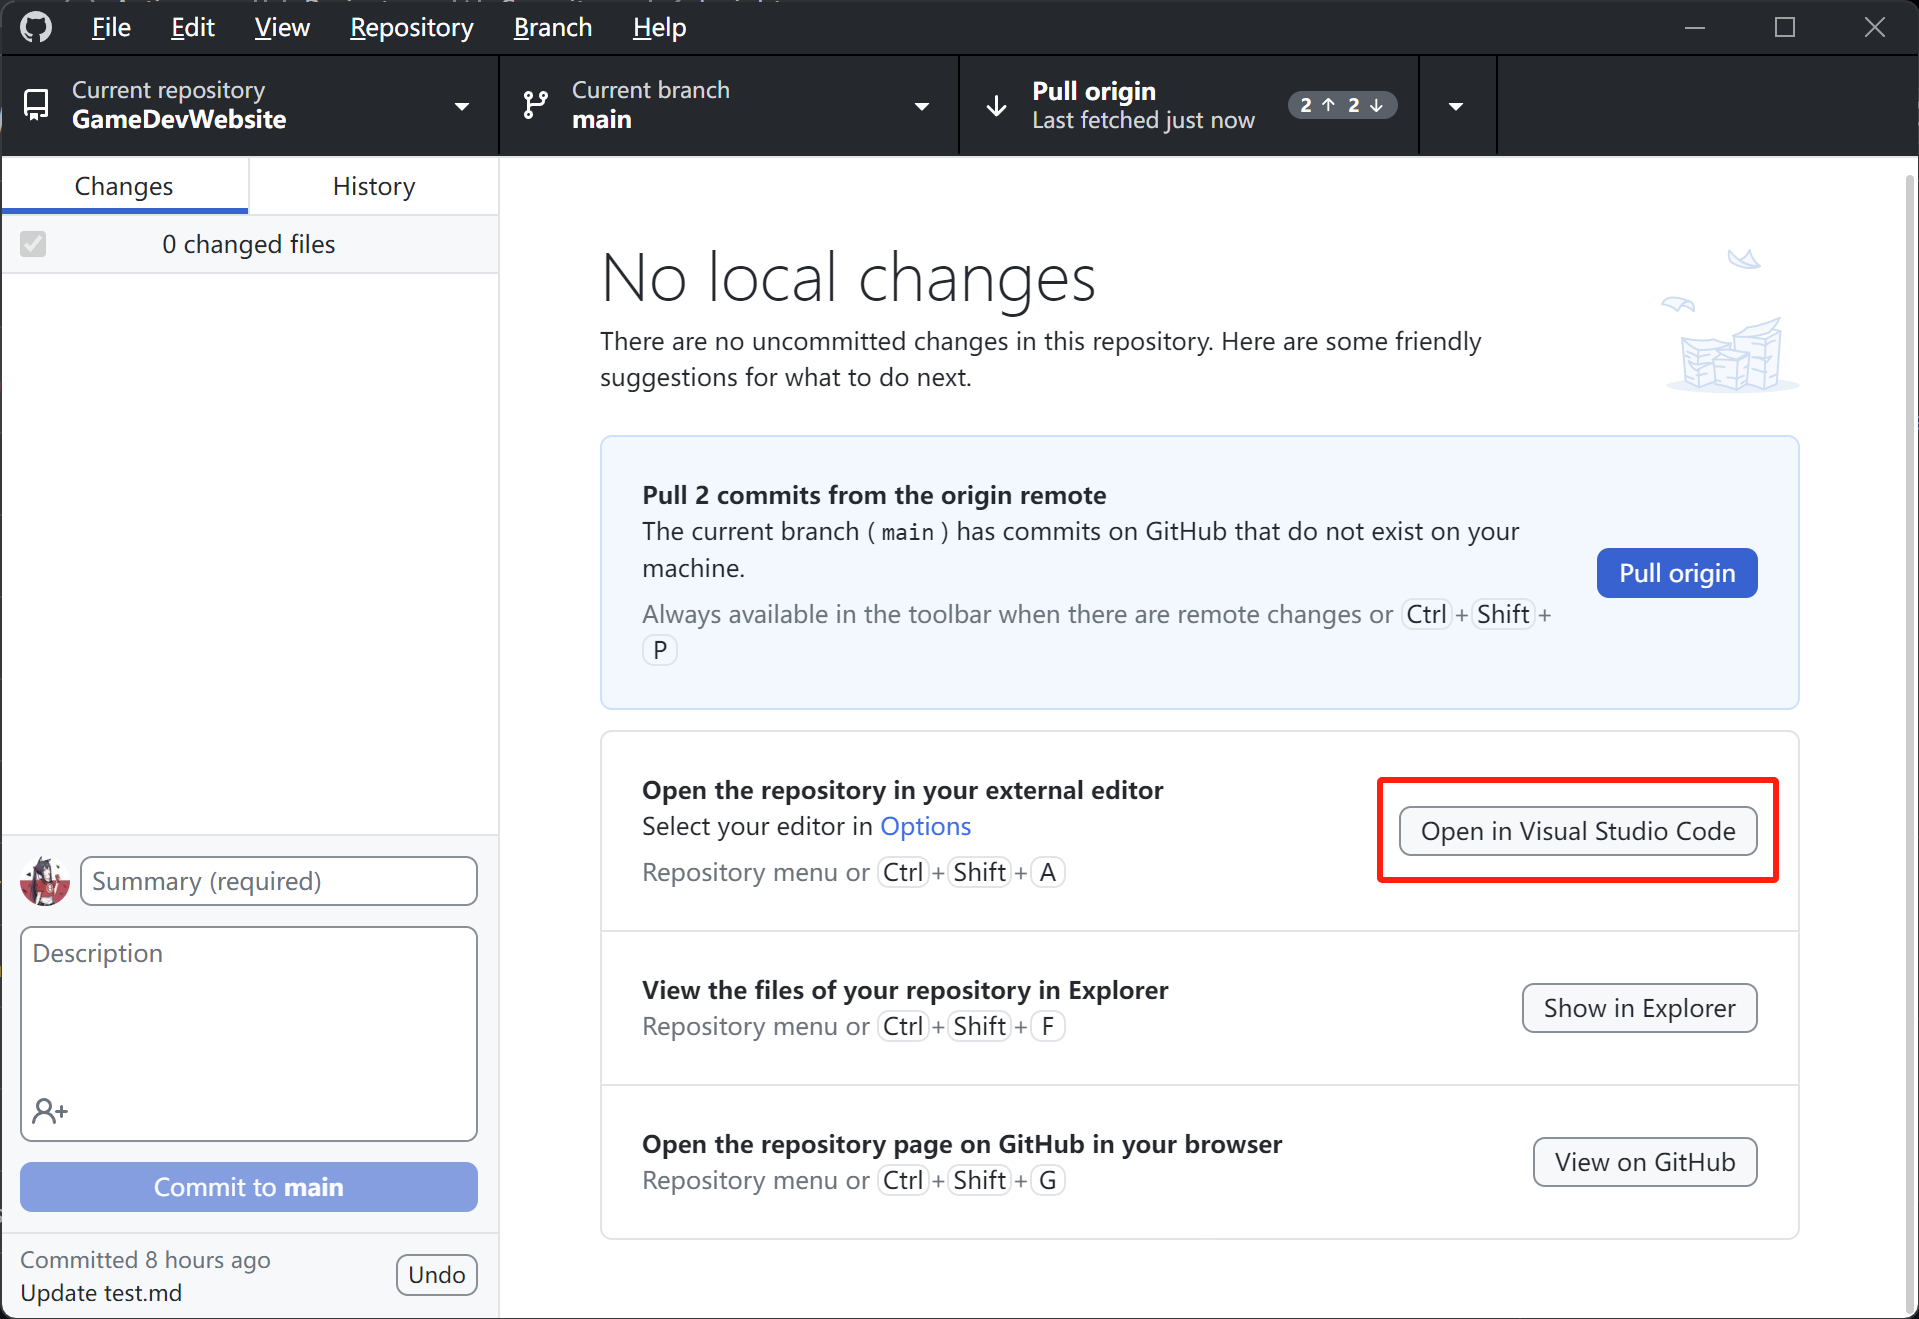 File Edit View Repository Branch Help
Current repository
GameDevWebsite
Current branch
main
Pull origin
Last fetched just now
2 ↑ 2 ↓
Changes
History
0 changed files
No local changes
There are no uncommitted changes in this repository. Here are some friendly
suggestions for what to do next.
Pull 2 commits from the origin remote
The current branch ( main ) has commits on GitHub that do not exist on your
machine.
Always available in the toolbar when there are remote changes or Ctrl + Shift +
P
Pull origin
Open the repository in your external editor
Select your editor in Options
Repository menu or Ctrl + Shift + A
Open in Visual Studio Code
View the files of your repository in Explorer
Repository menu or Ctrl + Shift + F
Show in Explorer
Open the repository page on GitHub in your browser
Repository menu or Ctrl + Shift + G
View on GitHub
Summary (required)
Description
Commit to main
Committed 8 hours ago
Update test.md
Undo